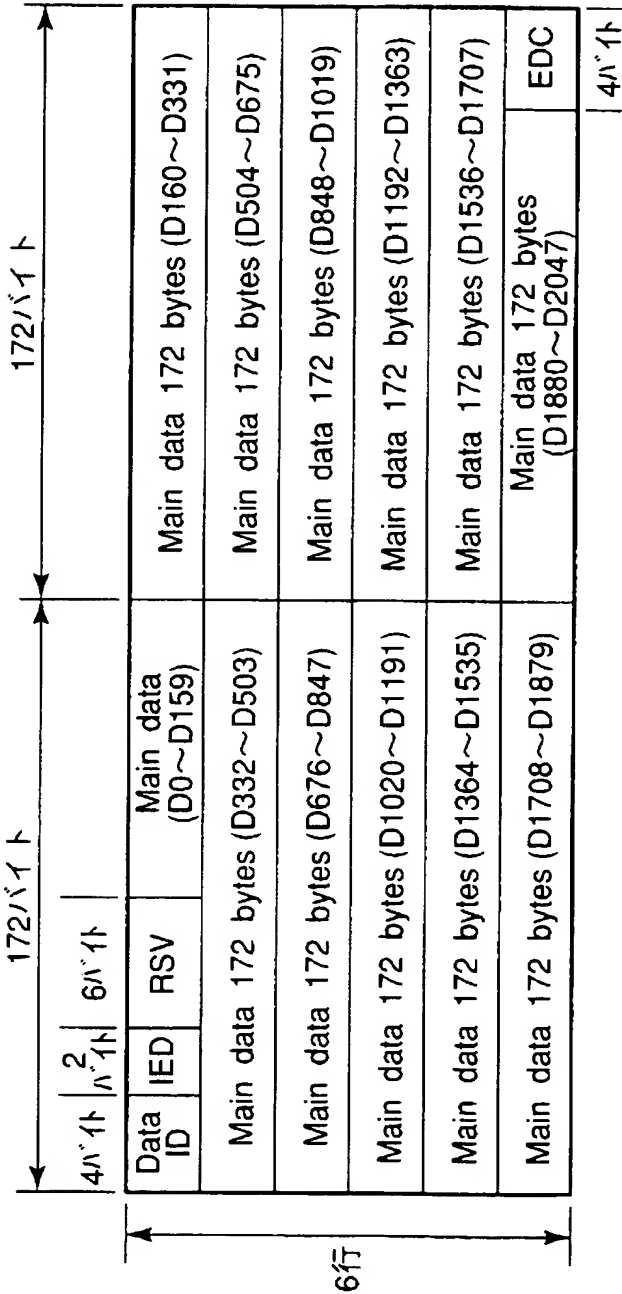 172バイト 172バイト
4バイト 2バイト 6バイト
Data ID IED RSV Main data (D0~D159) Main data 172 bytes (D160~D331)
Main data 172 bytes (D332~D503) Main data 172 bytes (D504~D675)
Main data 172 bytes (D676~D847) Main data 172 bytes (D848~D1019)
6行
Main data 172 bytes (D1020~D1191) Main data 172 bytes (D1192~D1363)
Main data 172 bytes (D1364~D1535) Main data 172 bytes (D1536~D1707)
Main data 172 bytes (D1708~D1879) Main data 172 bytes (D1880~D2047) EDC
4バイト